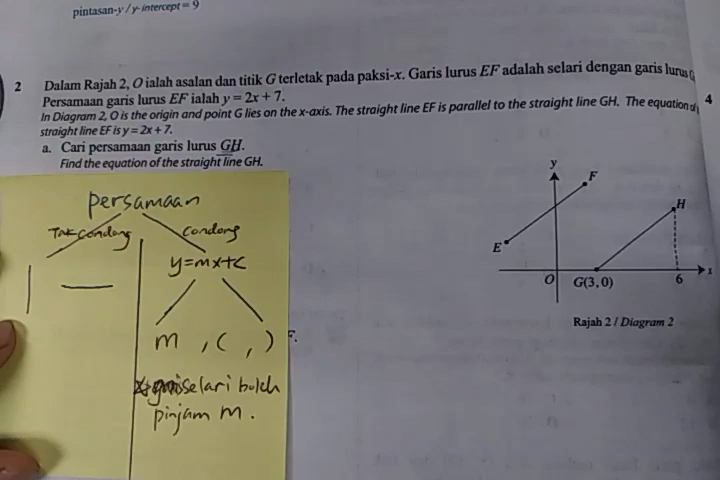 pintasan-y / y-intercept = 9
2 Dalam Rajah 2, O ialah asalan dan titik G terletak pada paksi-x. Garis lurus EF adalah selari dengan garis lurus
Persamaan garis lurus EF ialah y = 2x + 7.
In Diagram 2, O is the origin and point G lies on the x-axis. The straight line EF is parallel to the straight line GH. The equation of
straight line EF is y = 2x + 7.
4
a. Cari persamaan garis lurus GH.
Find the equation of the straight line GH.
persamaan
Tak condong
condong
y=mx+c
m , ( , )
selari boleh
pinjam m.
F.
y
F
H
E
O
G(3, 0)
6
x
Rajah 2 / Diagram 2